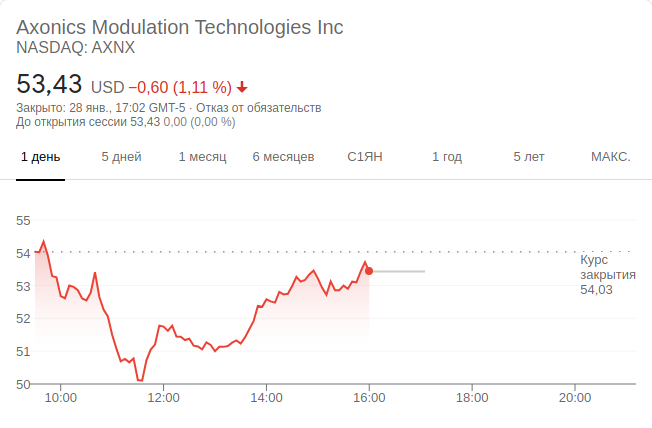 Axonics Modulation Technologies Inc
NASDAQ: AXNX
53,43 USD −0,60 (1,11 %)
Закрыто: 28 янв., 17:02 GMT-5 · Отказ от обязательств
До открытия сессии 53,43 0,00 (0,00 %)
1 день 5 дней 1 месяц 6 месяцев С1ЯН 1 год 5 лет МАКС.
55
54
53
52
51
50
Курс
закрытия
54,03
10:00 12:00 14:00 16:00 18:00 20:00